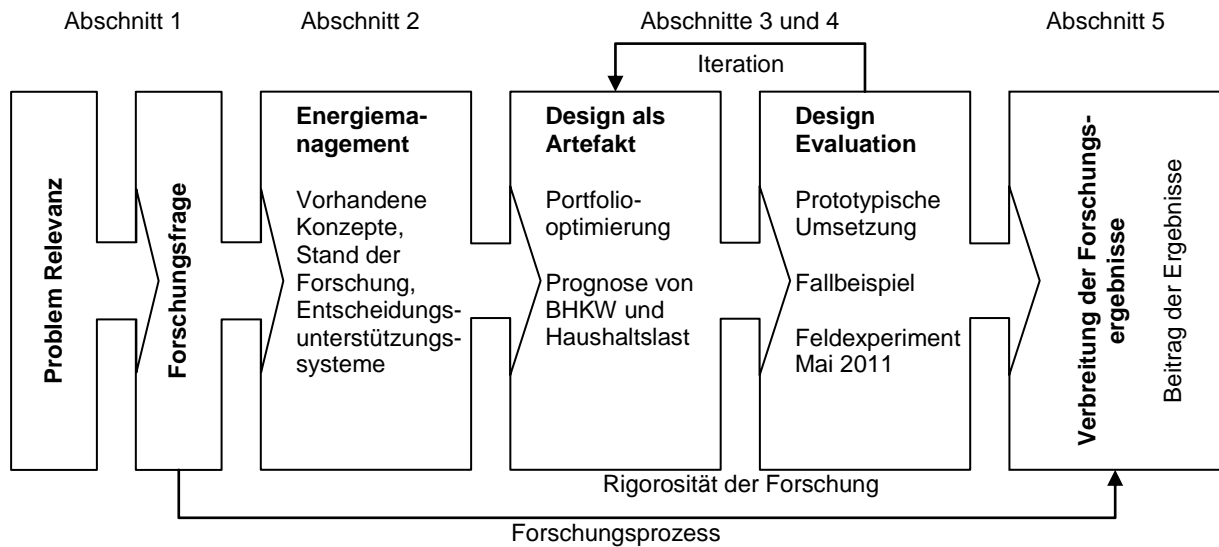 Abschnitt 1
Abschnitt 2
Abschnitte 3 und 4
Abschnitt 5
Iteration
Problem Relevanz
Forschungsfrage
Energiema-
nagement
Vorhandene
Konzepte,
Stand der
Forschung,
Entscheidungs-
unterstützungs-
systeme
Design als
Artefakt
Portfolio-
optimierung
Prognose von
BHKW und
Haushaltslast
Design
Evaluation
Prototypische
Umsetzung
Fallbeispiel
Feldexperiment
Mai 2011
Verbreitung der Forschungs-
ergebnisse
Beitrag der Ergebnisse
Rigorosität der Forschung
Forschungsprozess